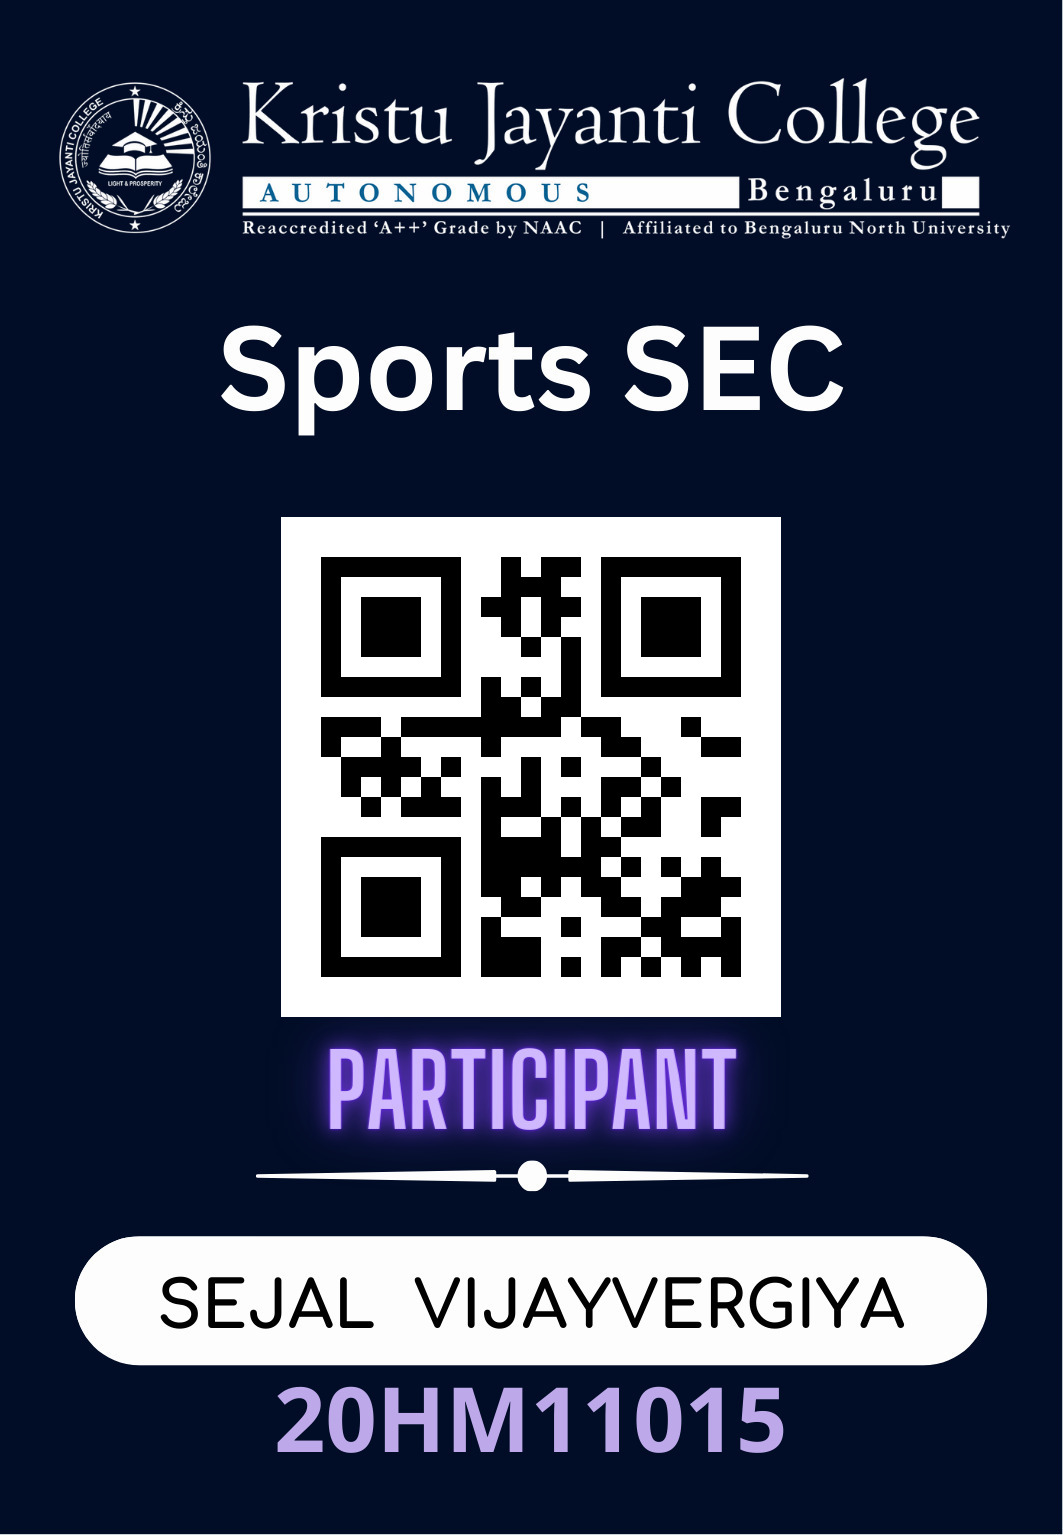 KRISTU JAYANTI COLLEGE
LIGHT & PROSPERITY
Kristu Jayanti College
AUTONOMOUS Bengaluru
Reaccredited ‘A++’ Grade by NAAC | Affiliated to Bengaluru North University
Sports SEC
PARTICIPANT
SEJAL VIJAYVERGIYA
20HM11015